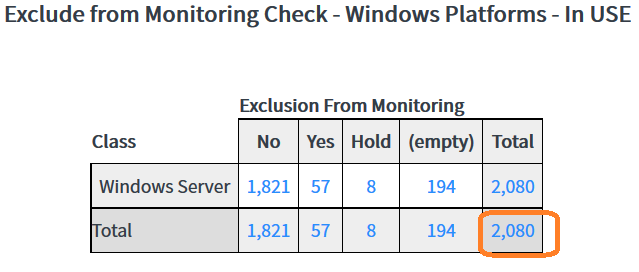 Exclude from Monitoring Check - Windows Platforms - In USE
Exclusion From Monitoring
Class No Yes Hold (empty) Total
Windows Server 1,821 57 8 194 2,080
Total 1,821 57 8 194 2,080